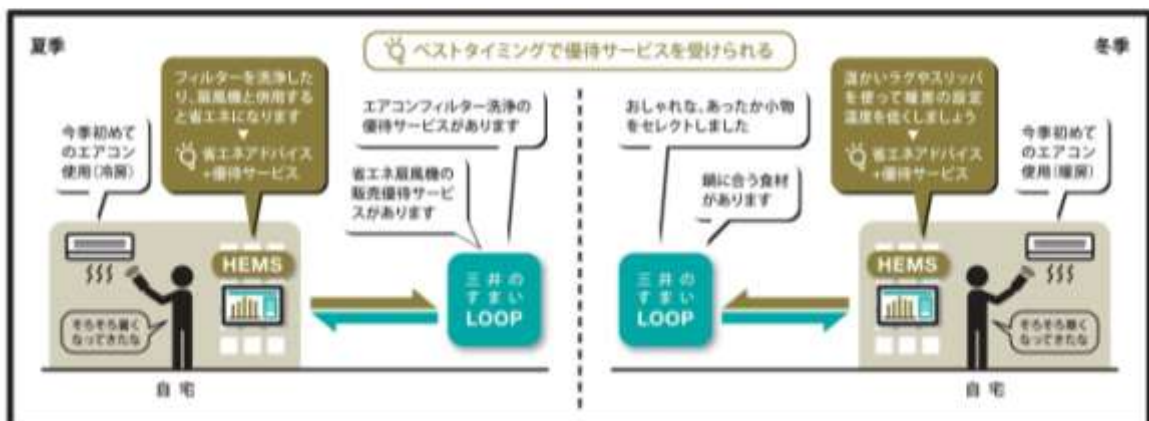 夏季
ベストタイミングで優待サービスを受けられる
冬季
今季初めて
のエアコン
使用(冷房)
フィルターを洗浄した
り、扇風機と併用する
と省エネになります
省エネアドバイス
+優待サービス
エアコンフィルター洗浄の
優待サービスがあります
省エネ扇風機の
販売優待サービ
スがあります
HEMS
三井の
すまい
LOOP
そろそろ暑く
なってきたな
自宅
おしゃれな、あったか小物
をセレクトしました
鍋に合う食材
があります
温かいラグやスリッパ
を使って暖房の設定
温度を低くしましょう
省エネアドバイス
+優待サービス
今季初めて
のエアコン
使用(暖房)
三井の
すまい
LOOP
HEMS
そろそろ寒く
なってきたな
自宅